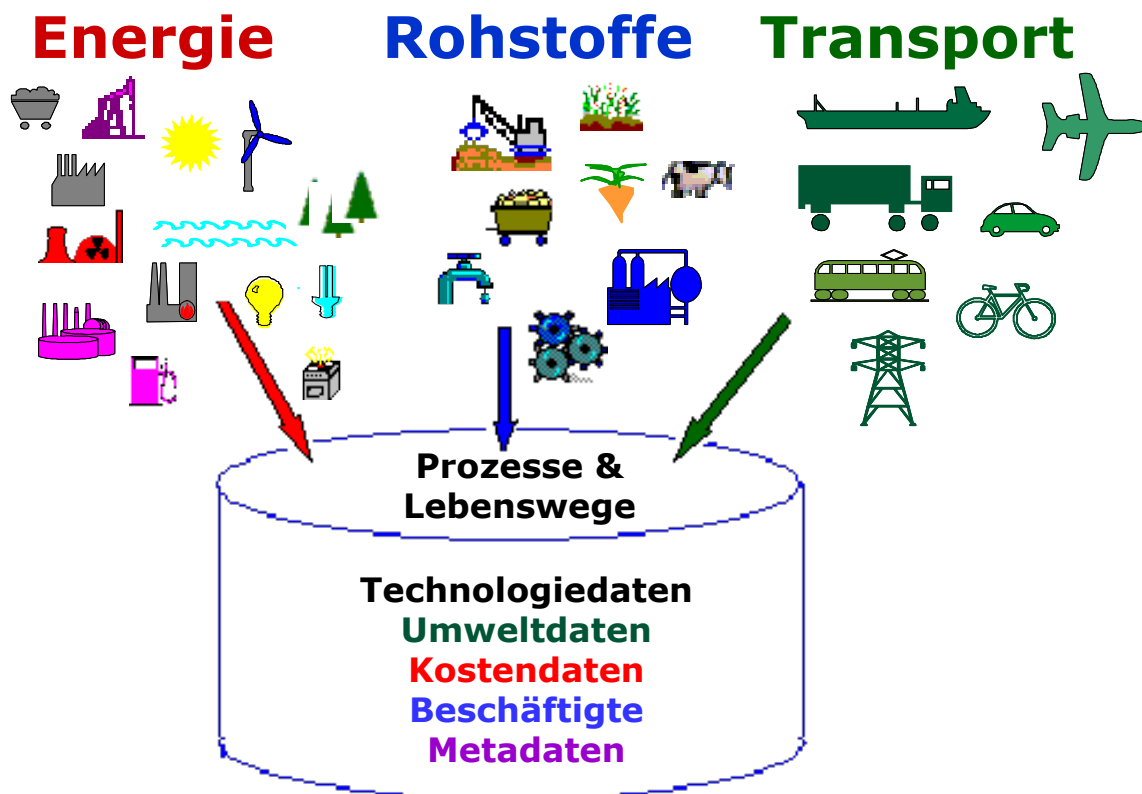 Energie Rohstoffe Transport
Prozesse &
Lebenswege
Technologiedaten
Umweltdaten
Kostendaten
Beschäftigte
Metadaten